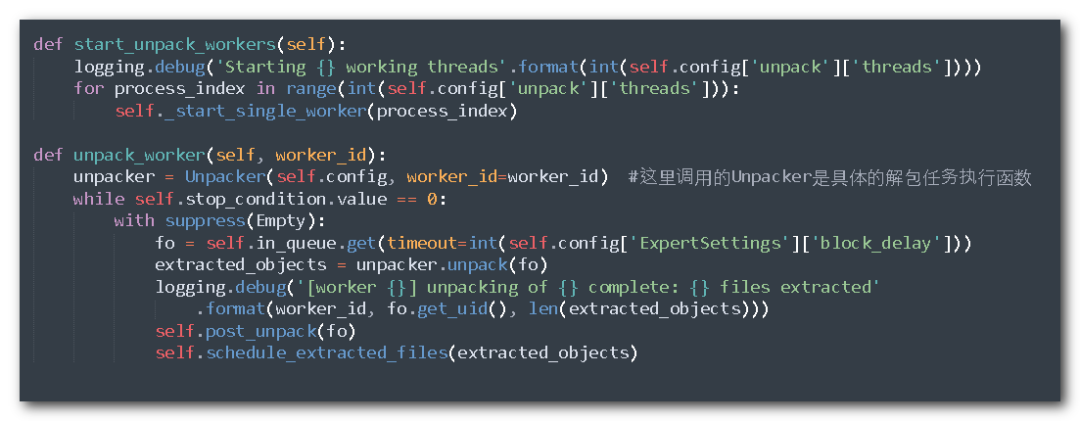 def start_unpack_workers(self):
    logging.debug('Starting {} working threads'.format(int(self.config['unpack']['threads'])))
    for process_index in range(int(self.config['unpack']['threads'])):
        self._start_single_worker(process_index)

def unpack_worker(self, worker_id):
    unpacker = Unpacker(self.config, worker_id=worker_id)  #这里调用的Unpacker是具体的解包任务执行函数
    while self.stop_condition.value == 0:
        with suppress(Empty):
            fo = self.in_queue.get(timeout=int(self.config['ExpertSettings']['block_delay']))
            extracted_objects = unpacker.unpack(fo)
            logging.debug('[worker {}] unpacking of {} complete: {} files extracted'
                .format(worker_id, fo.get_uid(), len(extracted_objects)))
            self.post_unpack(fo)
            self.schedule_extracted_files(extracted_objects)